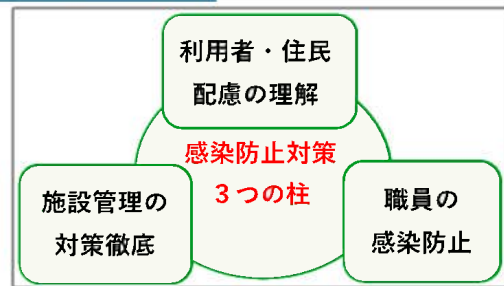 利用者・住民
配慮の理解
感染防止対策
3つの柱
施設管理の
対策徹底
職員の
感染防止